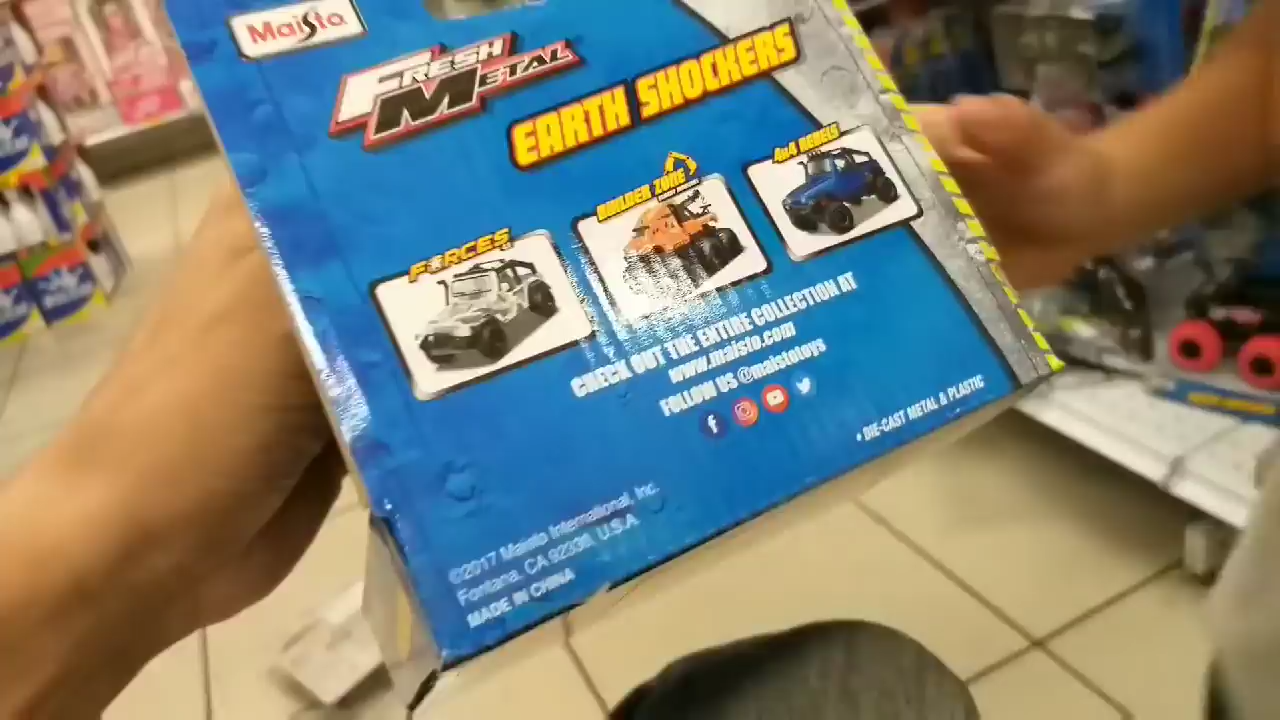 Maisto
FRESH
METAL
EARTH SHOCKERS
FORCES
BUILDER ZONE
4x4 REBELS
CHECK OUT THE ENTIRE COLLECTION AT
www.maisto.com
FOLLOW US @maistotoys
• DIE-CAST METAL & PLASTIC
©2017 Maisto International, Inc.
Fontana, CA 92336, U.S.A
MADE IN CHINA